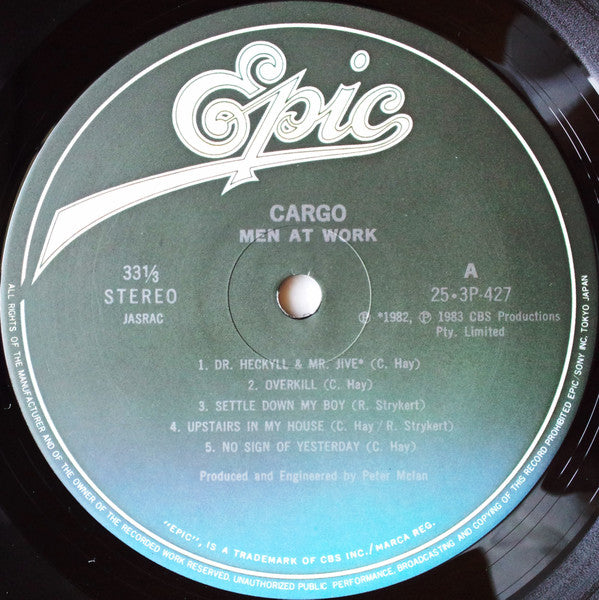 Epic
CARGO
MEN AT WORK
33⅓
STEREO
JASRAC
A
25・3P-427
Ⓟ *1982, Ⓟ 1983 CBS Productions
Pty. Limited
1. DR. HECKYLL & MR. JIVE* (C. Hay)
2. OVERKILL (C. Hay)
3. SETTLE DOWN MY BOY (R. Strykert)
4. UPSTAIRS IN MY HOUSE (C. Hay/R. Strykert)
5. NO SIGN OF YESTERDAY (C. Hay)
Produced and Engineered by Peter Mclan
"EPIC", IS A TRADEMARK OF CBS INC./MARCA REG.
ALL RIGHTS OF THE MANUFACTURER AND OF THE OWNER OF THE RECORDED WORK RESERVED, UNAUTHORIZED PUBLIC PERFORMANCE, BROADCASTING AND COPYING OF THIS RECORD PROHIBITED EPIC/SONY INC. TOKYO JAPAN